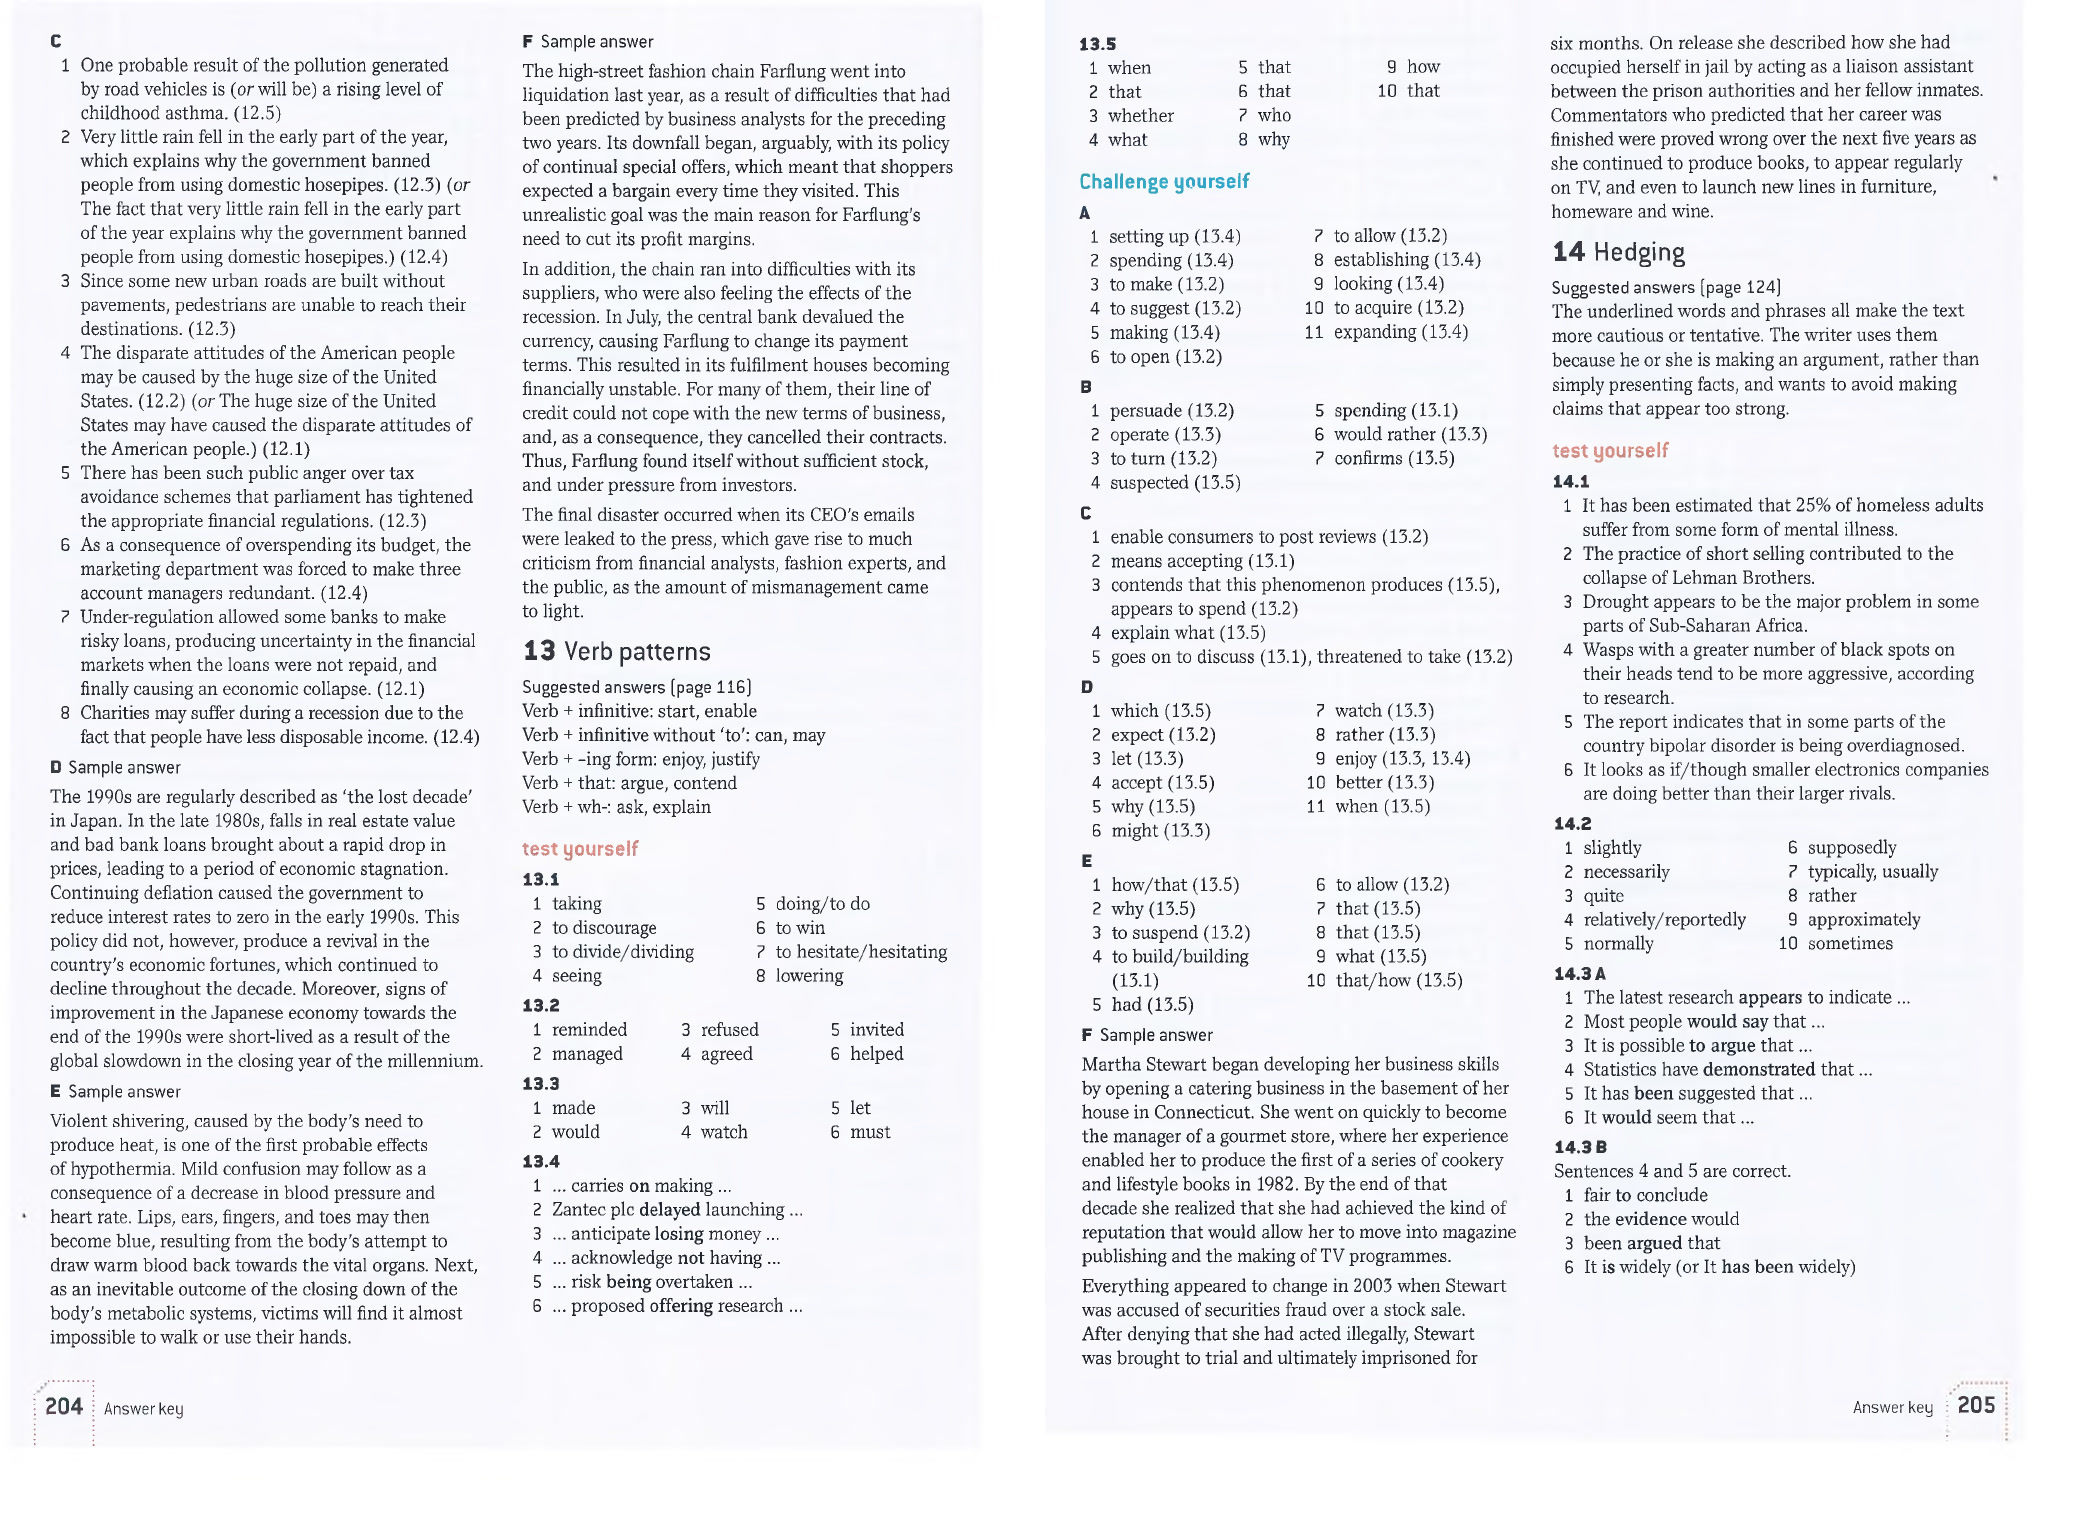 C
1 One probable result of the pollution generated
by road vehicles is (or will be) a rising level of
childhood asthma. (12.5)
2 Very little rain fell in the early part of the year,
which explains why the government banned
people from using domestic hosepipes. (12.3) (or
The fact that very little rain fell in the early part
of the year explains why the government banned
people from using domestic hosepipes.) (12.4)
3 Since some new urban roads are built without
pavements, pedestrians are unable to reach their
destinations. (12.3)
4 The disparate attitudes of the American people
may be caused by the huge size of the United
States. (12.2) (or The huge size of the United
States may have caused the disparate attitudes of
the American people.) (12.1)
5 There has been such public anger over tax
avoidance schemes that parliament has tightened
the appropriate financial regulations. (12.3)
6 As a consequence of overspending its budget, the
marketing department was forced to make three
account managers redundant. (12.4)
7 Under-regulation allowed some banks to make
risky loans, producing uncertainty in the financial
markets when the loans were not repaid, and
finally causing an economic collapse. (12.1)
8 Charities may suffer during a recession due to the
fact that people have less disposable income. (12.4)
D Sample answer
The 1990s are regularly described as ‘the lost decade’
in Japan. In the late 1980s, falls in real estate value
and bad bank loans brought about a rapid drop in
prices, leading to a period of economic stagnation.
Continuing deflation caused the government to
reduce interest rates to zero in the early 1990s. This
policy did not, however, produce a revival in the
country’s economic fortunes, which continued to
decline throughout the decade. Moreover, signs of
improvement in the Japanese economy towards the
end of the 1990s were short-lived as a result of the
global slowdown in the closing year of the millennium.
E Sample answer
Violent shivering, caused by the body’s need to
produce heat, is one of the first probable effects
of hypothermia. Mild confusion may follow as a
consequence of a decrease in blood pressure and
heart rate. Lips, ears, fingers, and toes may then
become blue, resulting from the body’s attempt to
draw warm blood back towards the vital organs. Next,
as an inevitable outcome of the closing down of the
body’s metabolic systems, victims will find it almost
impossible to walk or use their hands.
204 Answer key
F Sample answer
The high-street fashion chain Farflung went into
liquidation last year, as a result of difficulties that had
been predicted by business analysts for the preceding
two years. Its downfall began, arguably, with its policy
of continual special offers, which meant that shoppers
expected a bargain every time they visited. This
unrealistic goal was the main reason for Farflung’s
need to cut its profit margins.
In addition, the chain ran into difficulties with its
suppliers, who were also feeling the effects of the
recession. In July, the central bank devalued the
currency, causing Farflung to change its payment
terms. This resulted in its fulfilment houses becoming
financially unstable. For many of them, their line of
credit could not cope with the new terms of business,
and, as a consequence, they cancelled their contracts.
Thus, Farflung found itself without sufficient stock,
and under pressure from investors.
The final disaster occurred when its CEO’s emails
were leaked to the press, which gave rise to much
criticism from financial analysts, fashion experts, and
the public, as the amount of mismanagement came
to light.
13 Verb patterns
Suggested answers (page 116)
Verb + infinitive: start, enable
Verb + infinitive without ‘to’: can, may
Verb + -ing form: enjoy, justify
Verb + that: argue, contend
Verb + wh-: ask, explain
test yourself
13.1
1 taking 5 doing/to do
2 to discourage 6 to win
3 to divide/dividing 7 to hesitate/hesitating
4 seeing 8 lowering
13.2
1 reminded 3 refused 5 invited
2 managed 4 agreed 6 helped
13.3
1 made 3 will 5 let
2 would 4 watch 6 must
13.4
1 ... carries on making ...
2 Zantec plc delayed launching ...
3 ... anticipate losing money ...
4 ... acknowledge not having ...
5 ... risk being overtaken ...
6 ... proposed offering research ...
13.5
1 when 5 that 9 how
2 that 6 that 10 that
3 whether 7 who
4 what 8 why
Challenge yourself
A
1 setting up (13.4) 7 to allow (13.2)
2 spending (13.4) 8 establishing (13.4)
3 to make (13.2) 9 looking (13.4)
4 to suggest (13.2) 10 to acquire (13.2)
5 making (13.4) 11 expanding (13.4)
6 to open (13.2)
B
1 persuade (13.2) 5 spending (13.1)
2 operate (13.3) 6 would rather (13.3)
3 to turn (13.2) 7 confirms (13.5)
4 suspected (13.5)
C
1 enable consumers to post reviews (13.2)
2 means accepting (13.1)
3 contends that this phenomenon produces (13.5),
appears to spend (13.2)
4 explain what (13.5)
5 goes on to discuss (13.1), threatened to take (13.2)
D
1 which (13.5) 7 watch (13.3)
2 expect (13.2) 8 rather (13.3)
3 let (13.3) 9 enjoy (13.3, 13.4)
4 accept (13.5) 10 better (13.3)
5 why (13.5) 11 when (13.5)
6 might (13.3)
E
1 how/that (13.5) 6 to allow (13.2)
2 why (13.5) 7 that (13.5)
3 to suspend (13.2) 8 that (13.5)
4 to build/building 9 what (13.5)
(13.1) 10 that/how (13.5)
5 had (13.5)
F Sample answer
Martha Stewart began developing her business skills
by opening a catering business in the basement of her
house in Connecticut. She went on quickly to become
the manager of a gourmet store, where her experience
enabled her to produce the first of a series of cookery
and lifestyle books in 1982. By the end of that
decade she realized that she had achieved the kind of
reputation that would allow her to move into magazine
publishing and the making of TV programmes.
Everything appeared to change in 2003 when Stewart
was accused of securities fraud over a stock sale.
After denying that she had acted illegally, Stewart
was brought to trial and ultimately imprisoned for
six months. On release she described how she had
occupied herself in jail by acting as a liaison assistant
between the prison authorities and her fellow inmates.
Commentators who predicted that her career was
finished were proved wrong over the next five years as
she continued to produce books, to appear regularly
on TV, and even to launch new lines in furniture,
homeware and wine.
14 Hedging
Suggested answers (page 124)
The underlined words and phrases all make the text
more cautious or tentative. The writer uses them
because he or she is making an argument, rather than
simply presenting facts, and wants to avoid making
claims that appear too strong.
test yourself
14.1
1 It has been estimated that 25% of homeless adults
suffer from some form of mental illness.
2 The practice of short selling contributed to the
collapse of Lehman Brothers.
3 Drought appears to be the major problem in some
parts of Sub-Saharan Africa.
4 Wasps with a greater number of black spots on
their heads tend to be more aggressive, according
to research.
5 The report indicates that in some parts of the
country bipolar disorder is being overdiagnosed.
6 It looks as if/though smaller electronics companies
are doing better than their larger rivals.
14.2
1 slightly 6 supposedly
2 necessarily 7 typically, usually
3 quite 8 rather
4 relatively/reportedly 9 approximately
5 normally 10 sometimes
14.3 A
1 The latest research appears to indicate ...
2 Most people would say that ...
3 It is possible to argue that ...
4 Statistics have demonstrated that ...
5 It has been suggested that ...
6 It would seem that ...
14.3 B
Sentences 4 and 5 are correct.
1 fair to conclude
2 the evidence would
3 been argued that
6 It is widely (or It has been widely)
Answer key 205